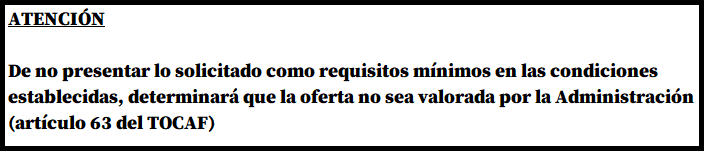 ATENCIÓN
De no presentar lo solicitado como requisitos mínimos en las condiciones
establecidas, determinará que la oferta no sea valorada por la Administración
(artículo 63 del TOCAF)